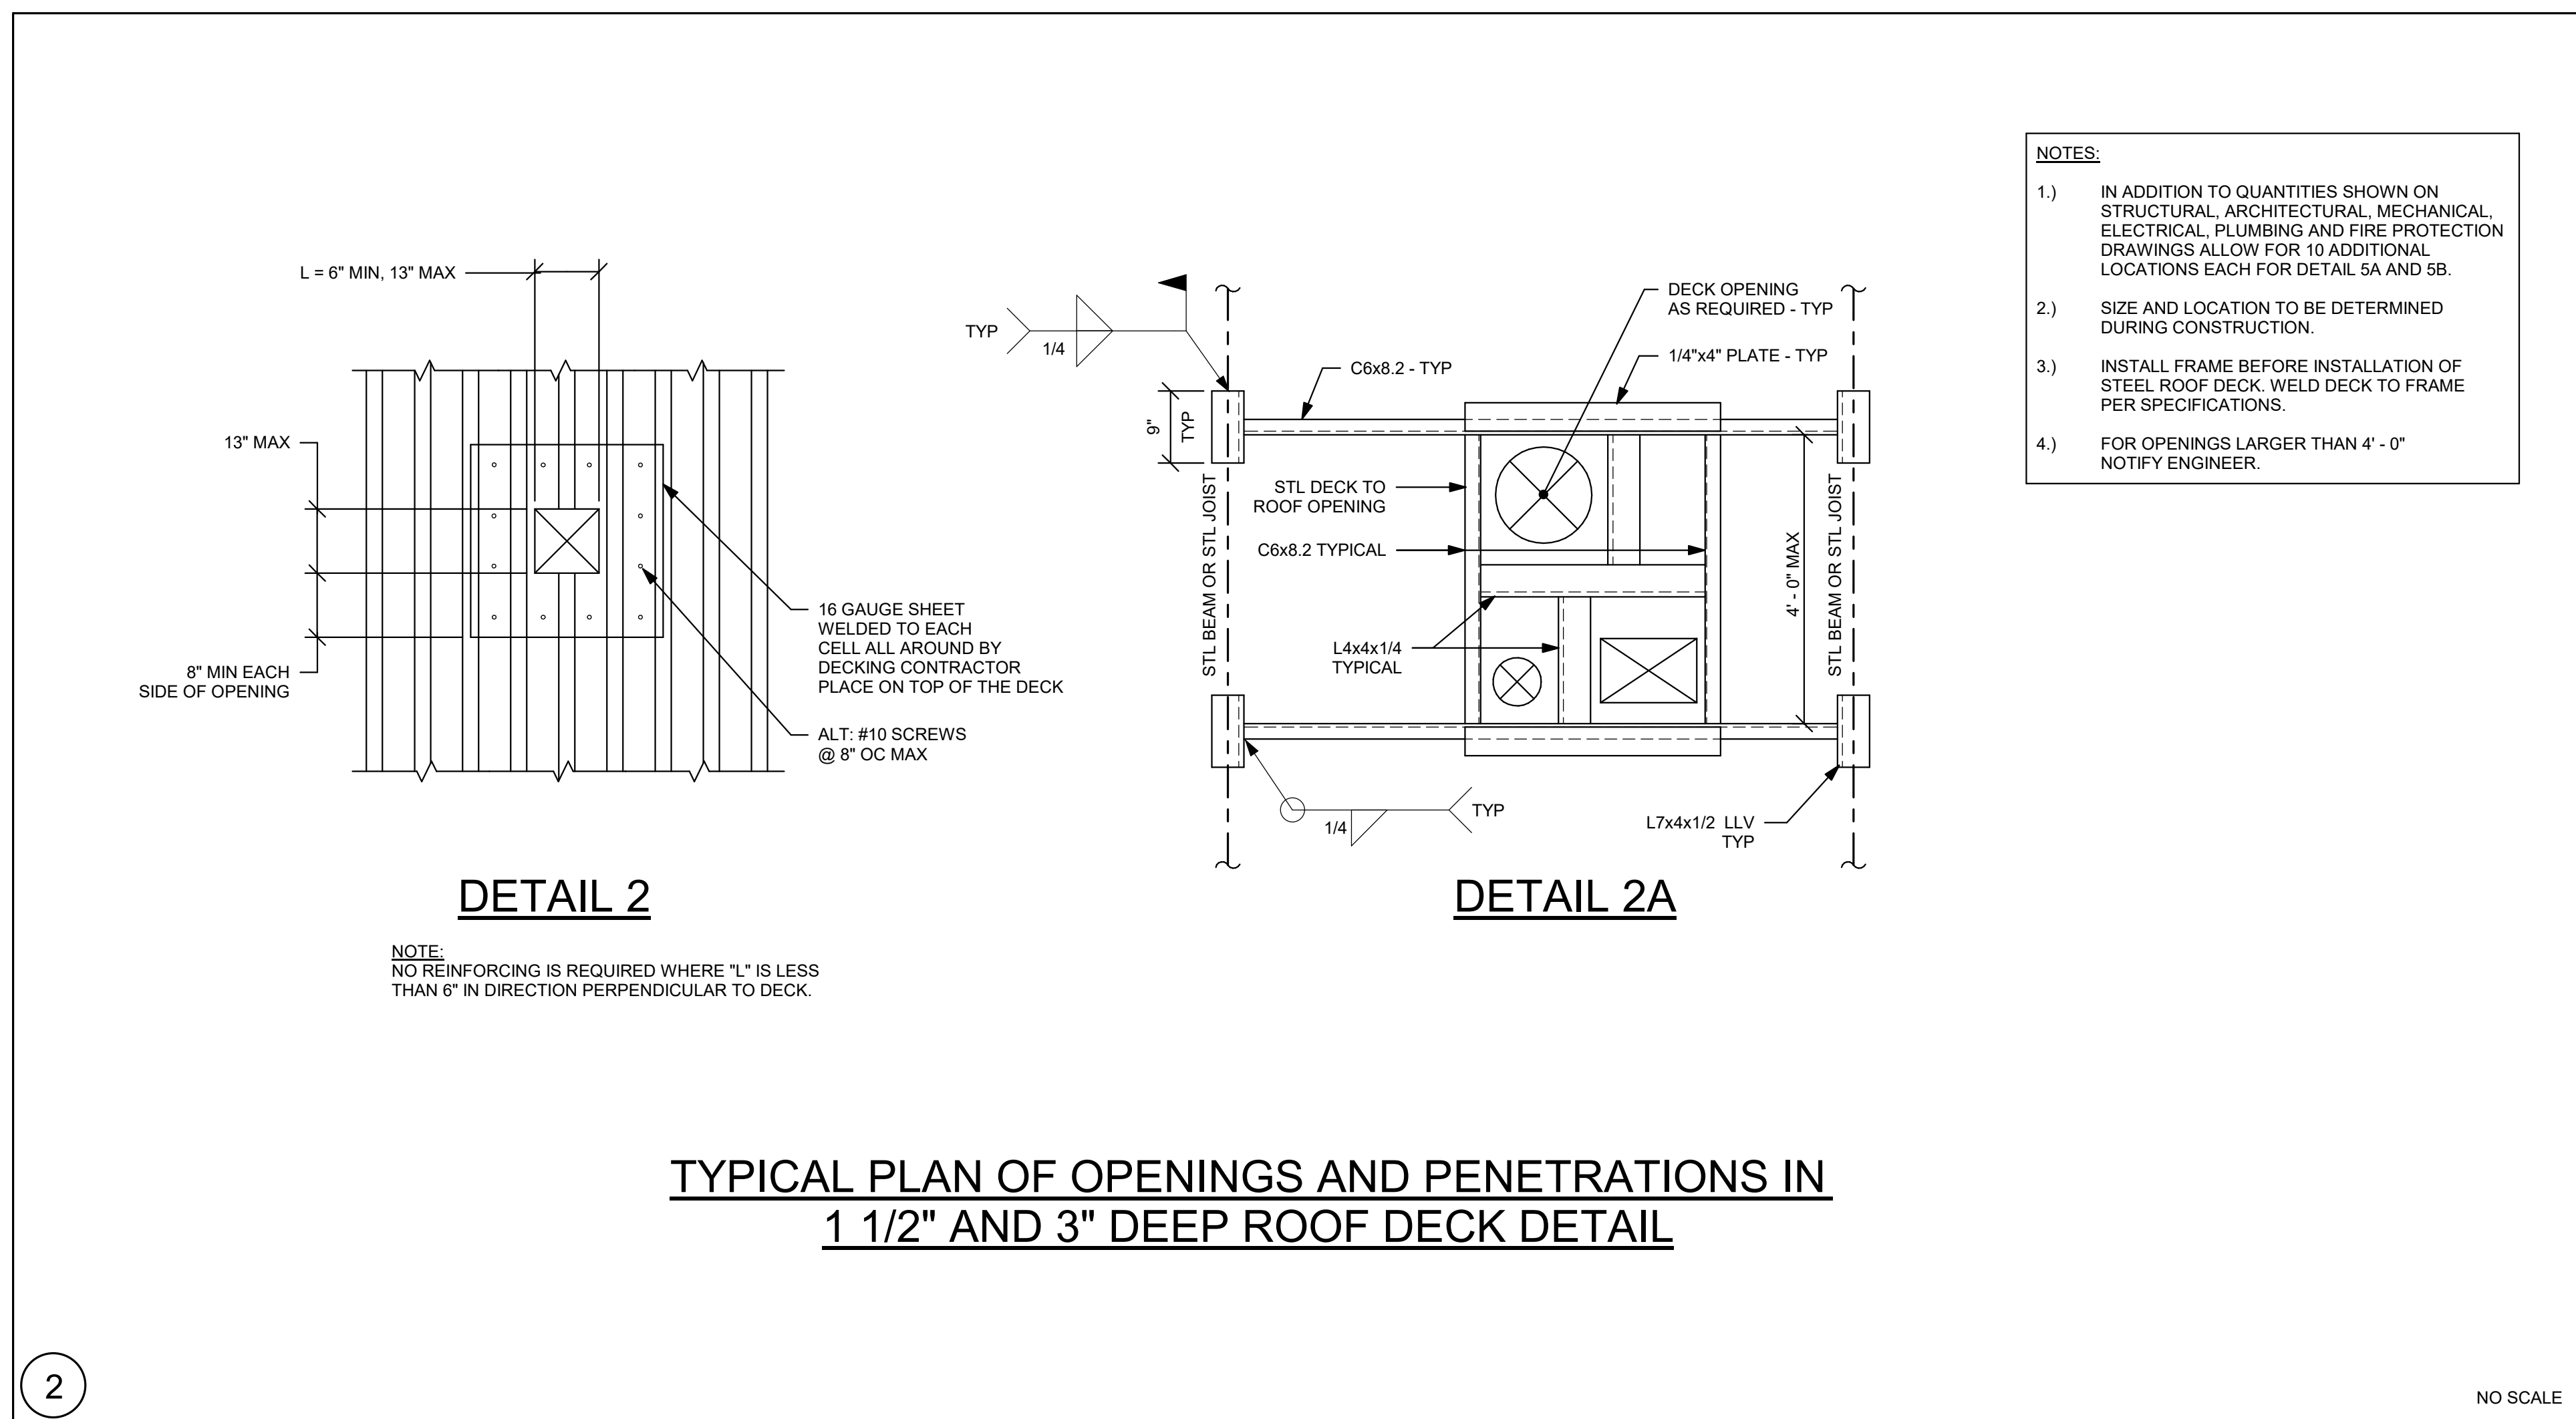 L = 6" MIN, 13" MAX
13" MAX
8" MIN EACH
SIDE OF OPENING
16 GAUGE SHEET
WELDED TO EACH
CELL ALL AROUND BY
DECKING CONTRACTOR
PLACE ON TOP OF THE DECK
ALT: #10 SCREWS
@ 8" OC MAX
DETAIL 2
NOTE:
NO REINFORCING IS REQUIRED WHERE "L" IS LESS
THAN 6" IN DIRECTION PERPENDICULAR TO DECK.
TYP
1/4
9"
TYP
C6x8.2 - TYP
DECK OPENING
AS REQUIRED - TYP
1/4"x4" PLATE - TYP
STL DECK TO
ROOF OPENING
C6x8.2 TYPICAL
L4x4x1/4
TYPICAL
STL BEAM OR STL JOIST
4' - 0" MAX
STL BEAM OR STL JOIST
1/4
TYP
L7x4x1/2 LLV
TYP
DETAIL 2A
NOTES:
1.) IN ADDITION TO QUANTITIES SHOWN ON
STRUCTURAL, ARCHITECTURAL, MECHANICAL,
ELECTRICAL, PLUMBING AND FIRE PROTECTION
DRAWINGS ALLOW FOR 10 ADDITIONAL
LOCATIONS EACH FOR DETAIL 5A AND 5B.
2.) SIZE AND LOCATION TO BE DETERMINED
DURING CONSTRUCTION.
3.) INSTALL FRAME BEFORE INSTALLATION OF
STEEL ROOF DECK. WELD DECK TO FRAME
PER SPECIFICATIONS.
4.) FOR OPENINGS LARGER THAN 4' - 0"
NOTIFY ENGINEER.
TYPICAL PLAN OF OPENINGS AND PENETRATIONS IN
1 1/2" AND 3" DEEP ROOF DECK DETAIL
2
NO SCALE